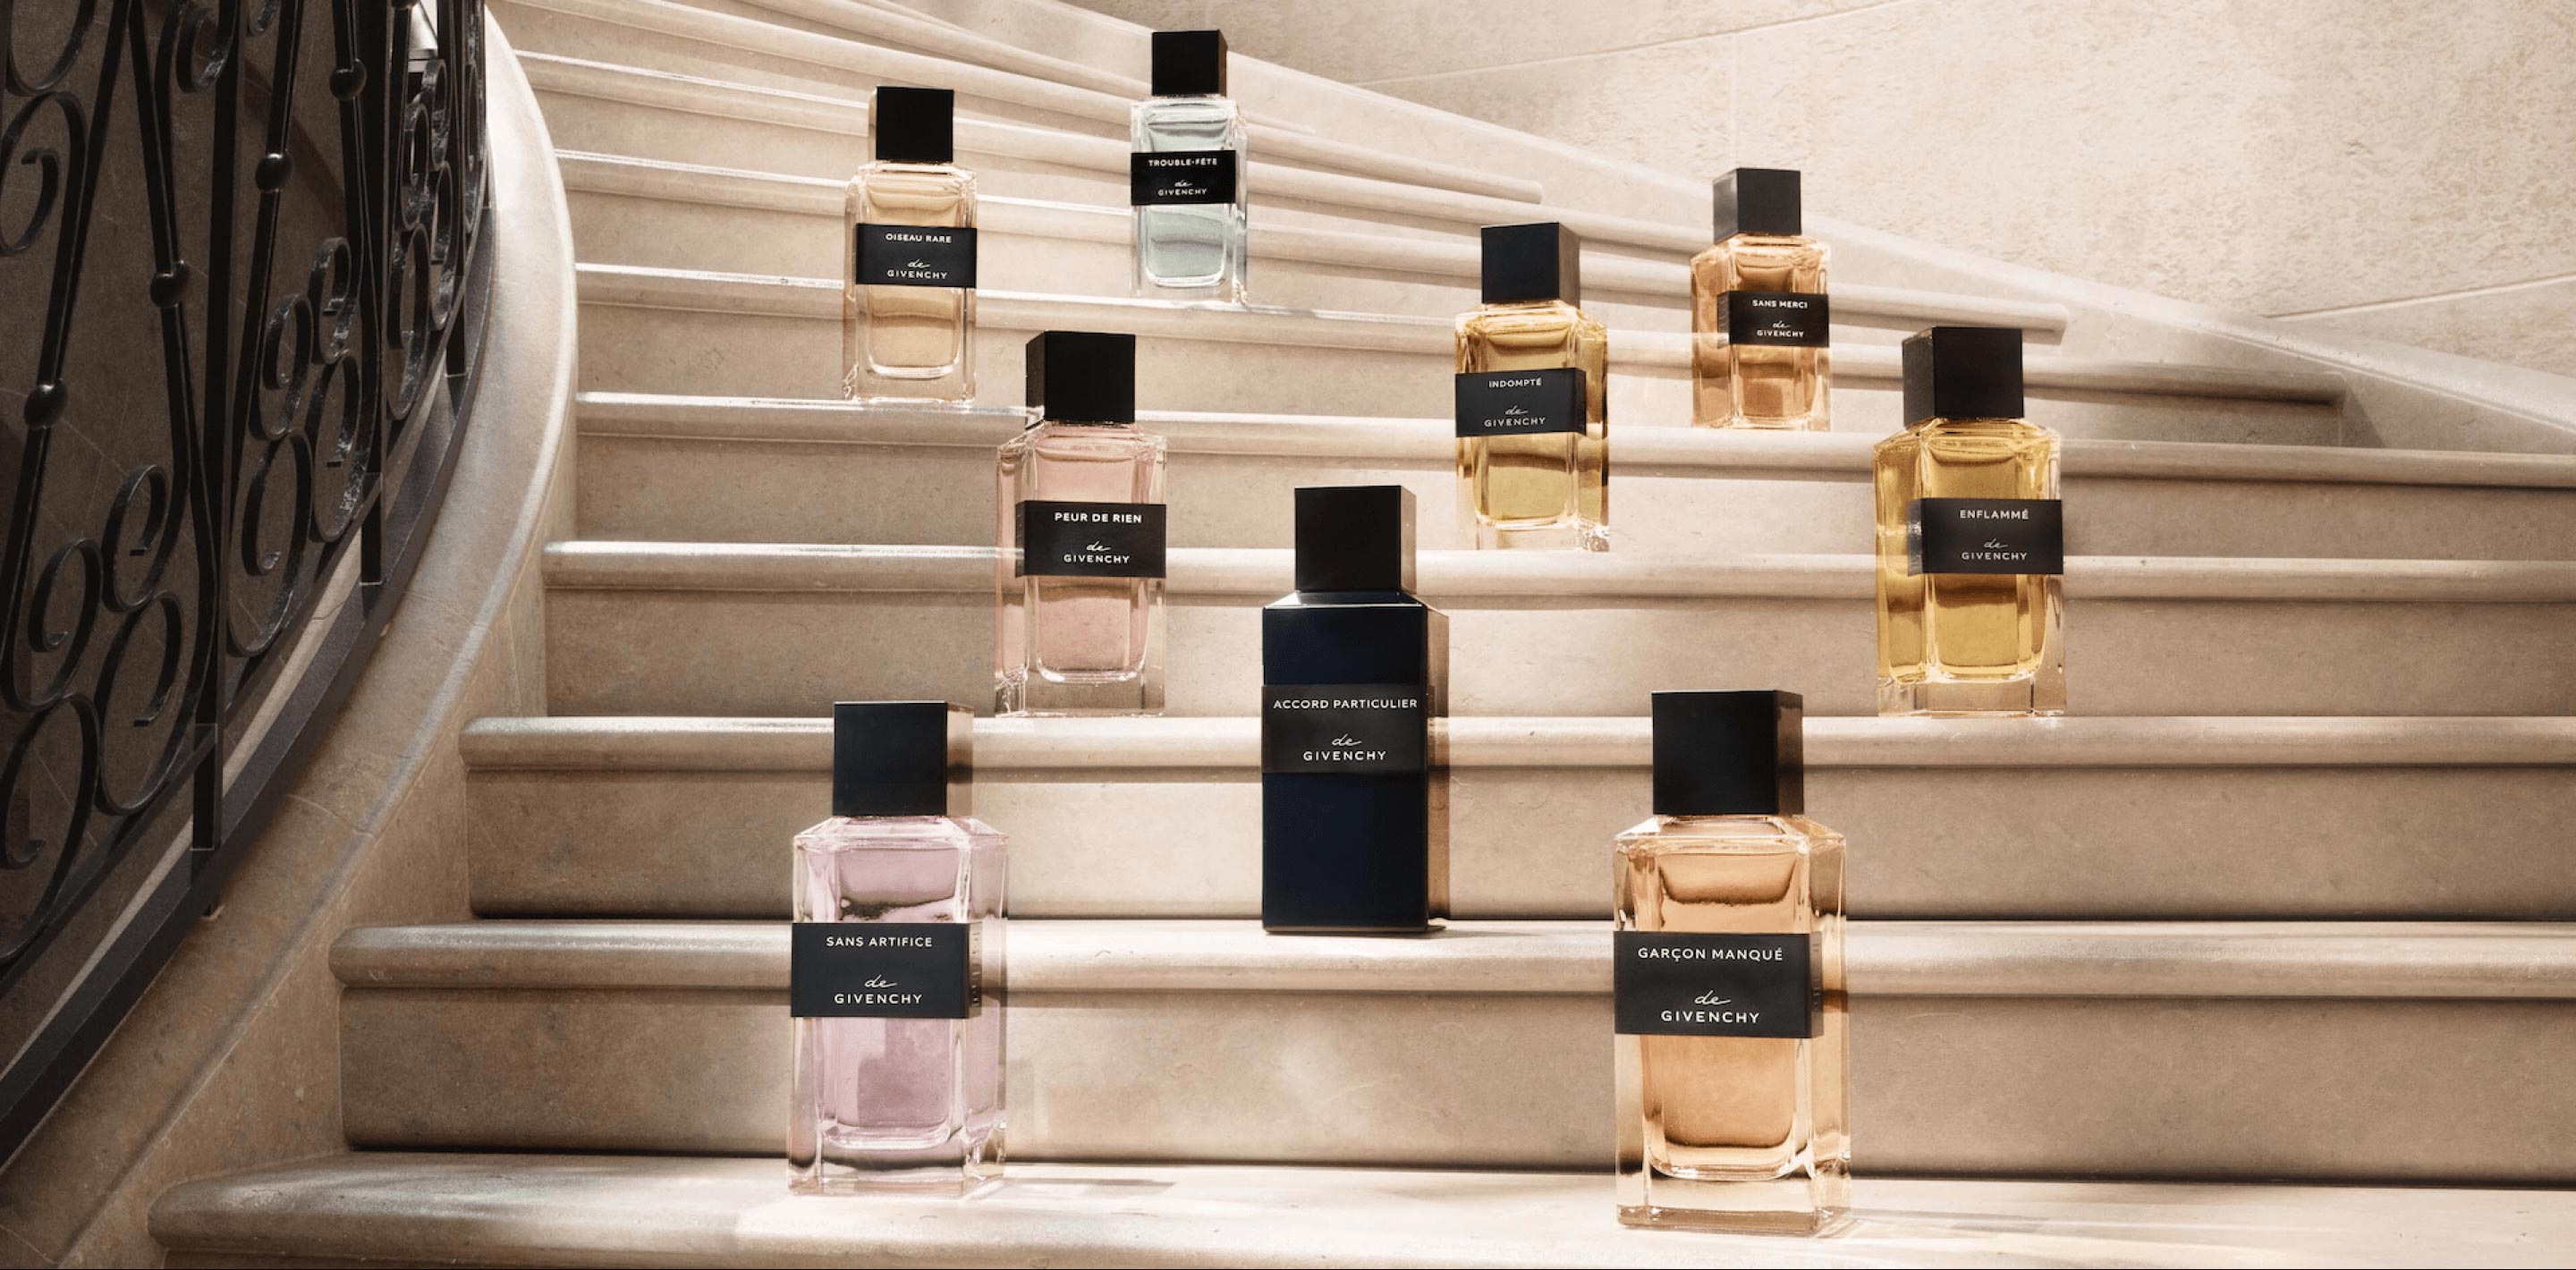 TROUBLE-FÊTE
de
GIVENCHY
OISEAU RARE
de
GIVENCHY
SANS MERCI
de
GIVENCHY
INDOMPTÉ
de
GIVENCHY
PEUR DE RIEN
de
GIVENCHY
ENFLAMMÉ
de
GIVENCHY
ACCORD PARTICULIER
de
GIVENCHY
SANS ARTIFICE
de
GIVENCHY
GARÇON MANQUÉ
de
GIVENCHY